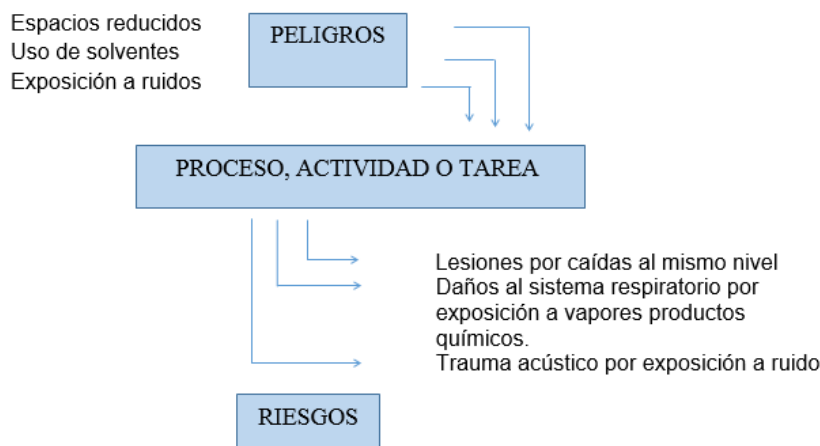 Espacios reducidos
Uso de solventes
Exposición a ruidos
PELIGROS
PROCESO, ACTIVIDAD O TAREA
Lesiones por caídas al mismo nivel
Daños al sistema respiratorio por
exposición a vapores productos
químicos.
Trauma acústico por exposición a ruido
RIESGOS